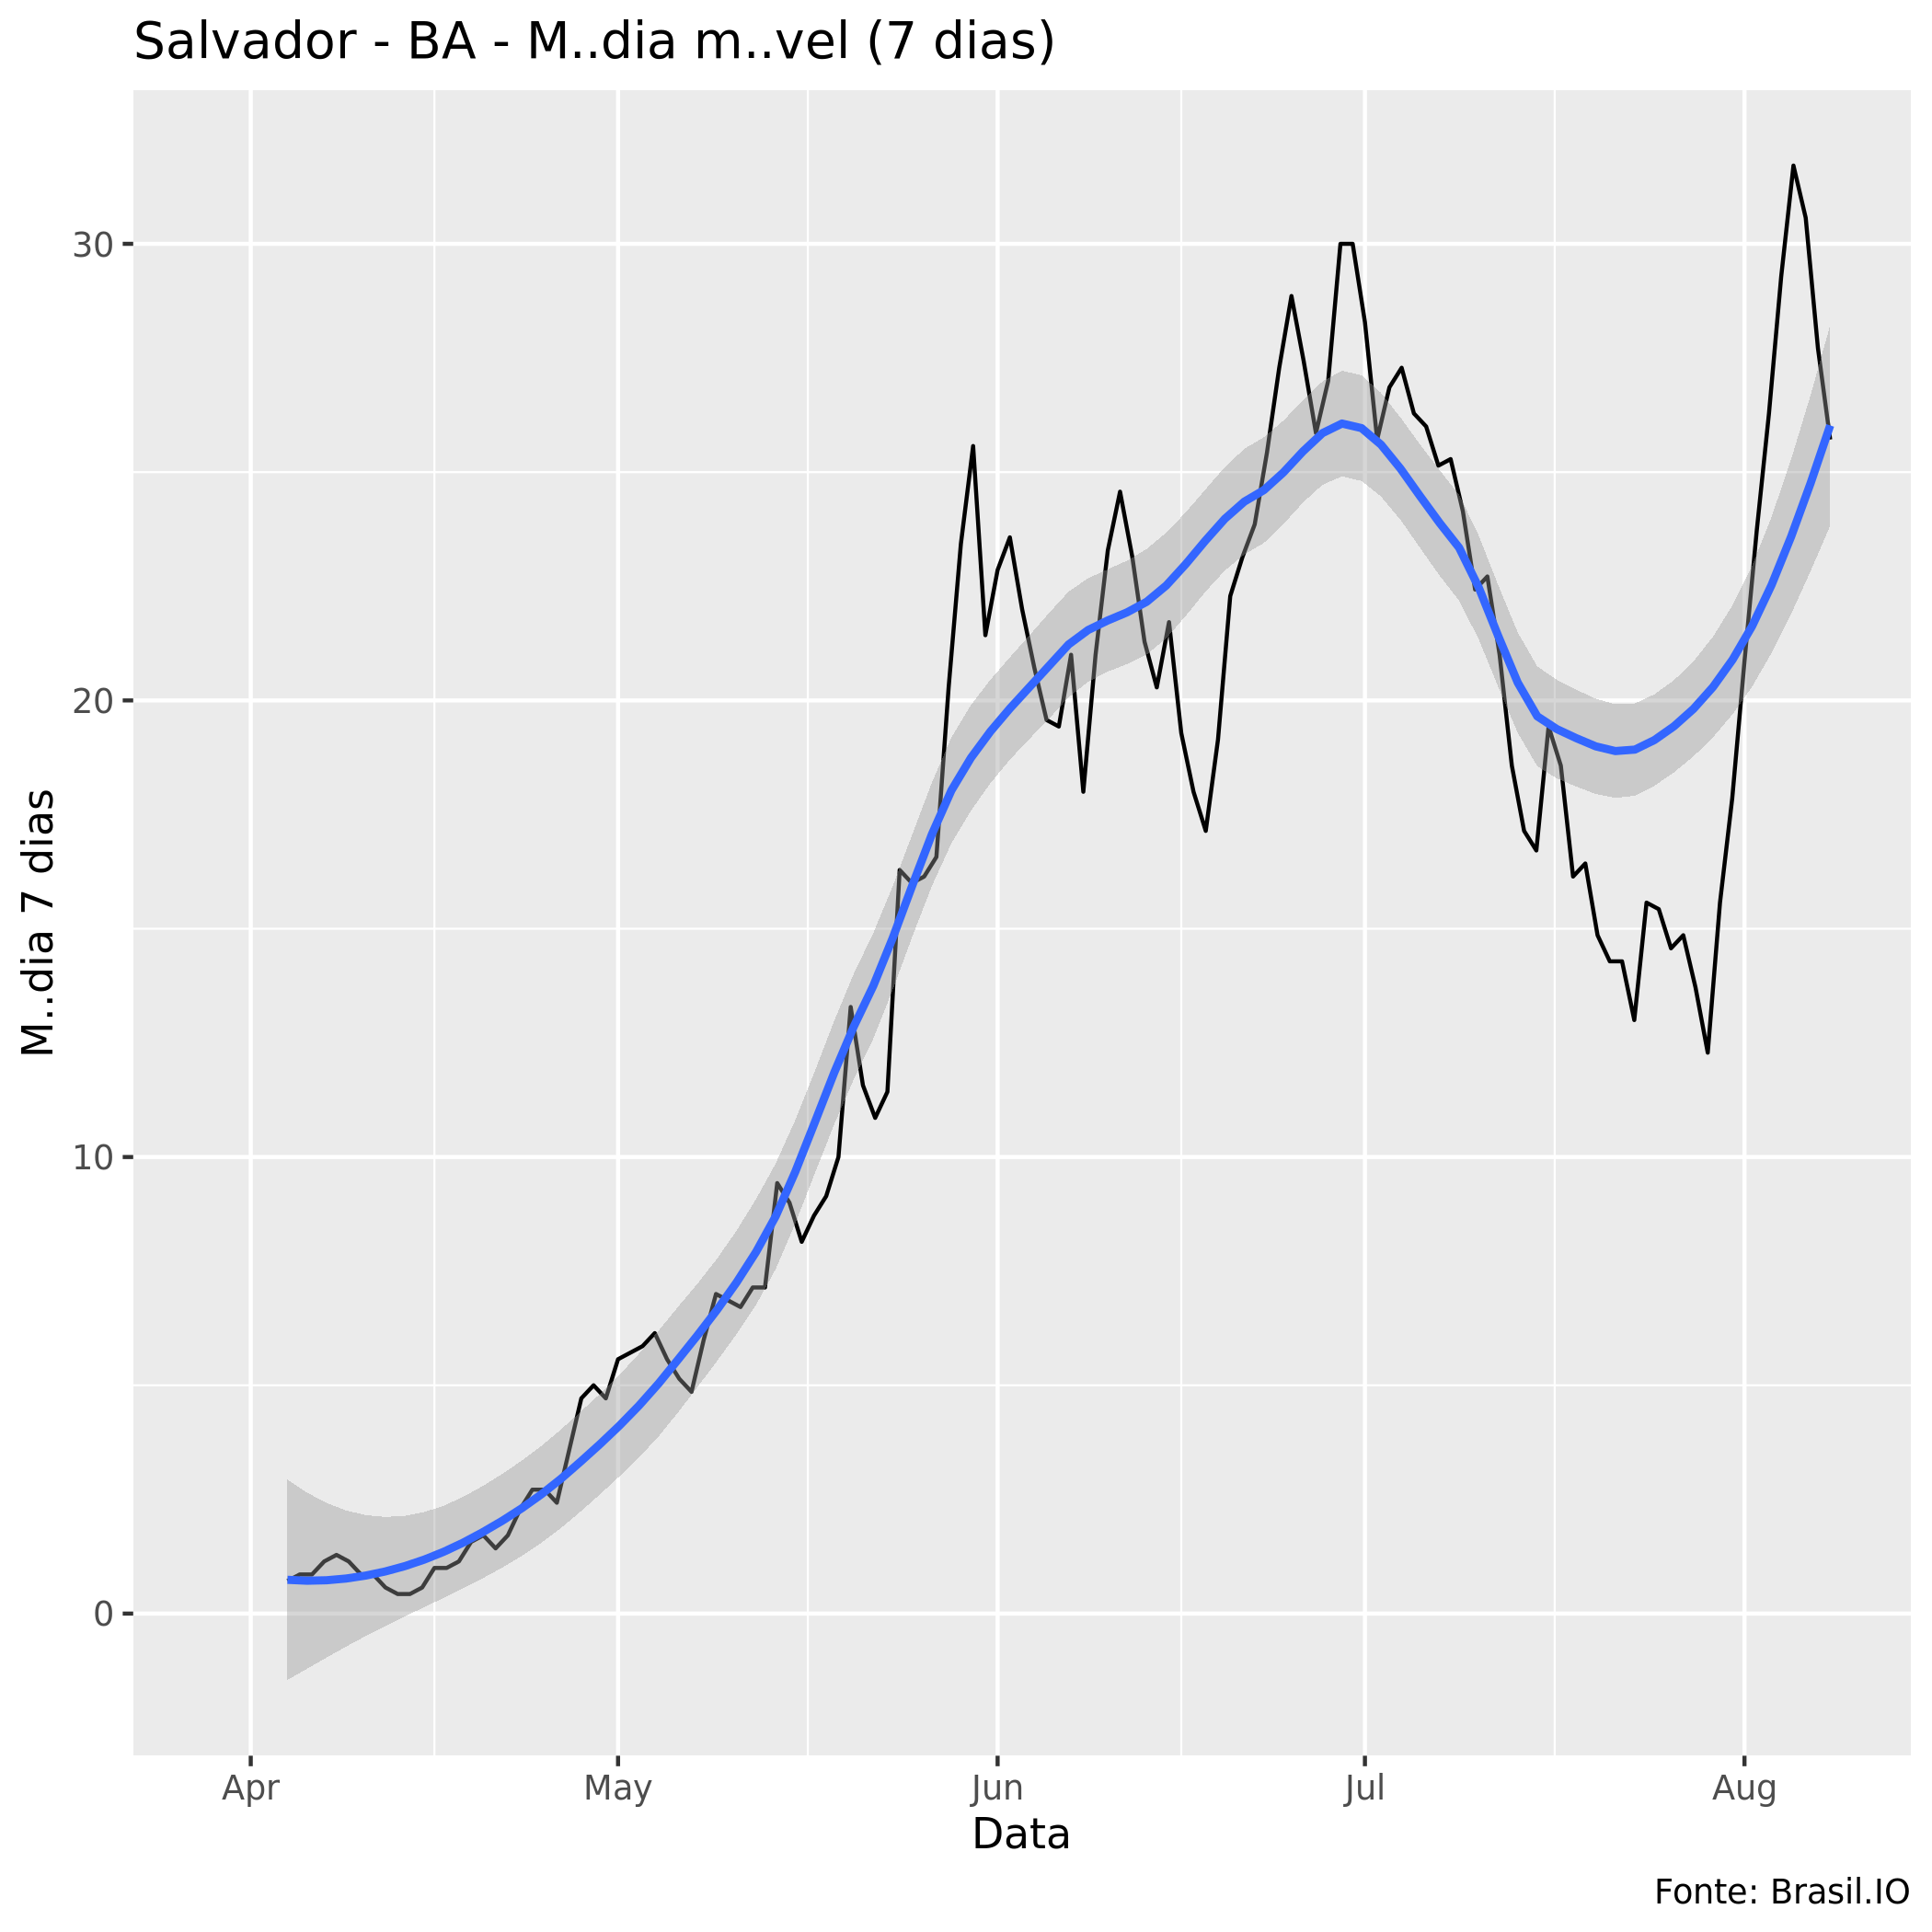 Salvador - BA - M..dia m..vel (7 dias)
M..dia 7 dias
30
20
10
0
Apr May Jun Jul Aug
Data
Fonte: Brasil.IO